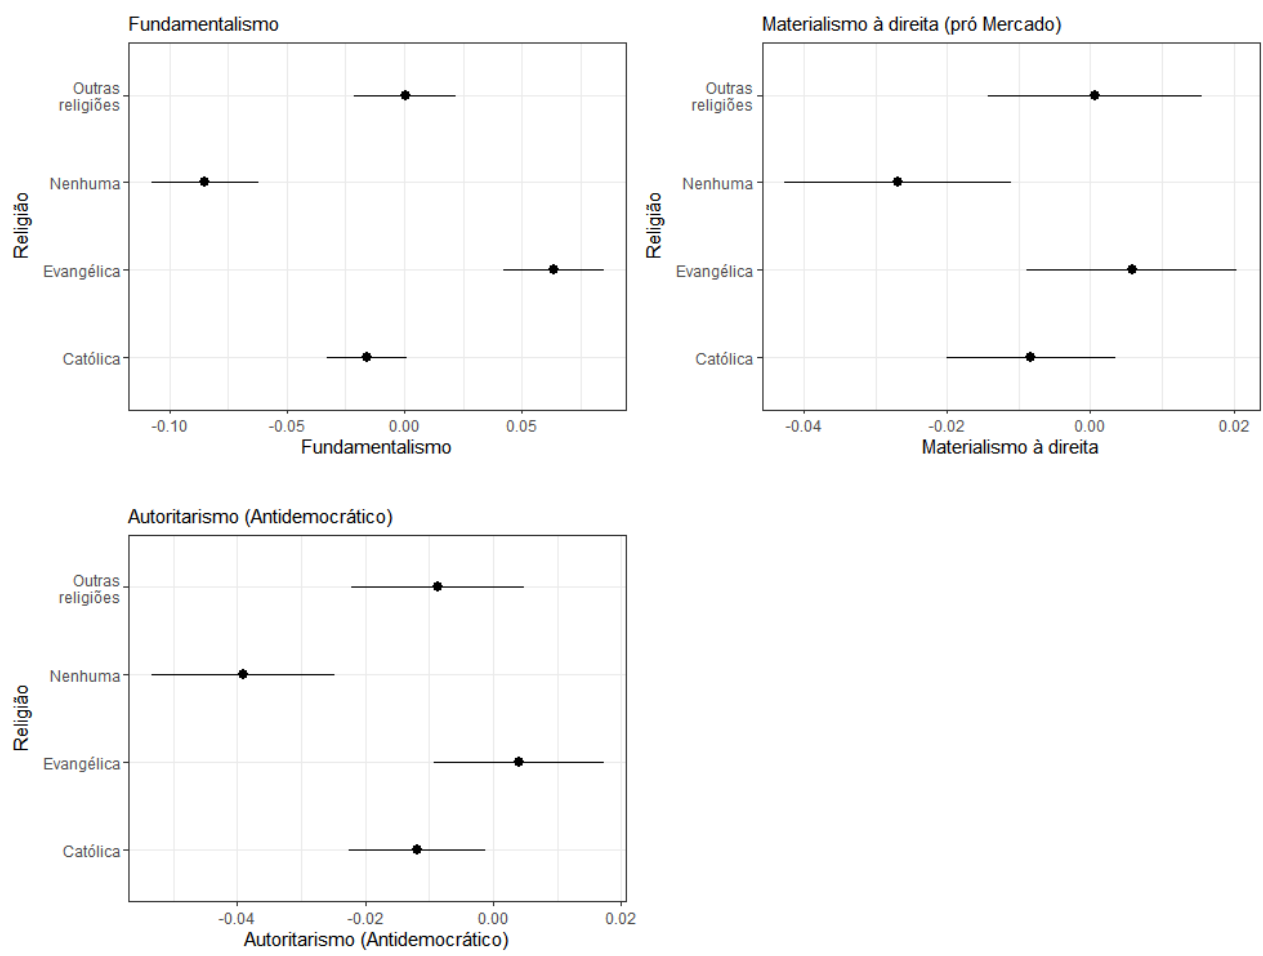 Fundamentalismo
Outras
religiões
Nenhuma
Evangélica
Católica
Religião
-0.10 -0.05 0.00 0.05
Fundamentalismo
Materialismo à direita (pró Mercado)
Outras
religiões
Nenhuma
Evangélica
Católica
Religião
-0.04 -0.02 0.00 0.02
Materialismo à direita
Autoritarismo (Antidemocrático)
Outras
religiões
Nenhuma
Evangélica
Católica
Religião
-0.04 -0.02 0.00 0.02
Autoritarismo (Antidemocrático)